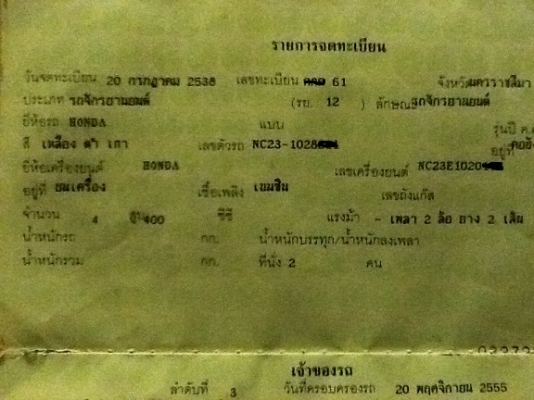 รายการจดทะเบียน
วันจดทะเบียน 20 กรกฎาคม 2538 เลขทะเบียน 61 จังหวัดนครราชสีมา
ประเภท รถจักรยานยนต์ (รย. 12 ) ลักษณะ รถจักรยานยนต์
ยี่ห้อรถ HONDA แบบ รุ่นปี ค.ศ
สี เหลือง ดำ เทา เลขตัวรถ NC23-1028 อยู่ที่ คอ
ยี่ห้อเครื่องยนต์ HONDA เลขเครื่องยนต์ NC23E1020
อยู่ที่ เชื้อเพลิง เบนซิน เลขถังแก๊ส
จำนวน 4 สูบ 400 ซีซี แรงม้า - เพลา 2 ล้อ ยาง 2 เส้น
น้ำหนักรถ กก. น้ำหนักบรรทุก/น้ำหนักลงเพลา
น้ำหนักรวม กก. ที่นั่ง 2 คน
เจ้าของรถ
ลำดับที่ 3 วันที่ครอบครองรถ 20 พฤศจิกายน 2555